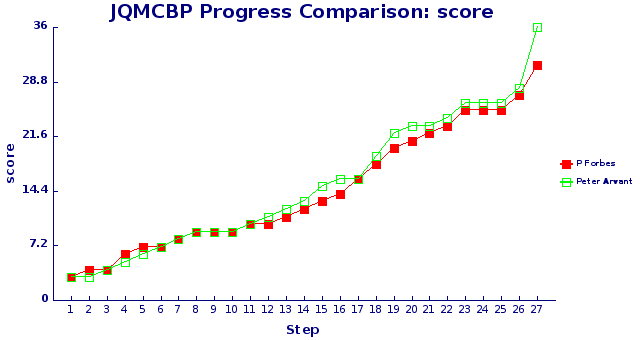 JQMCBP Progress Comparison: score
36
28.8
21.6
14.4
7.2
0
score
1 2 3 4 5 6 7 8 9 10 11 12 13 14 15 16 17 18 19 20 21 22 23 24 25 26 27
Step
P Forbes
Peter Arvant